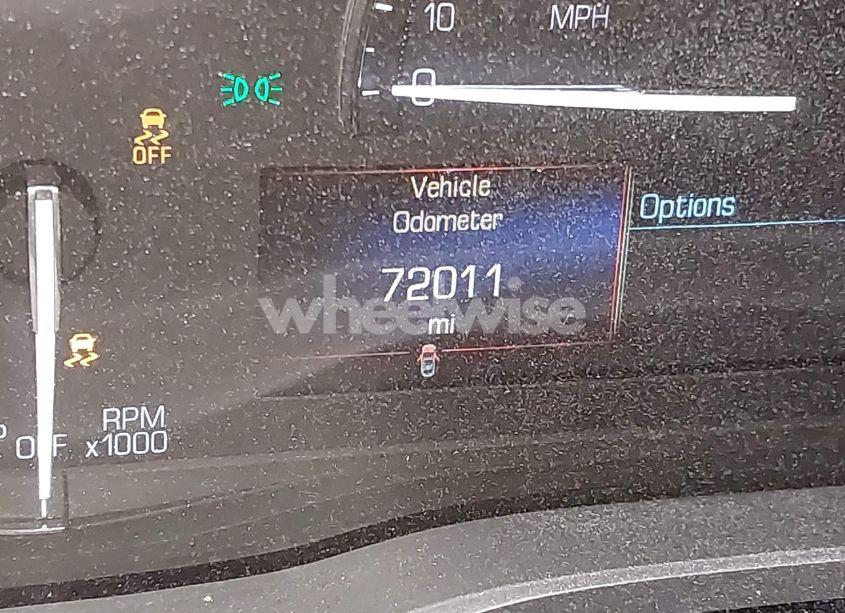 10 MPH
0
OFF
Vehicle
Odometer
Options
72011
mi
wheelwise
RPM
OFF x1000